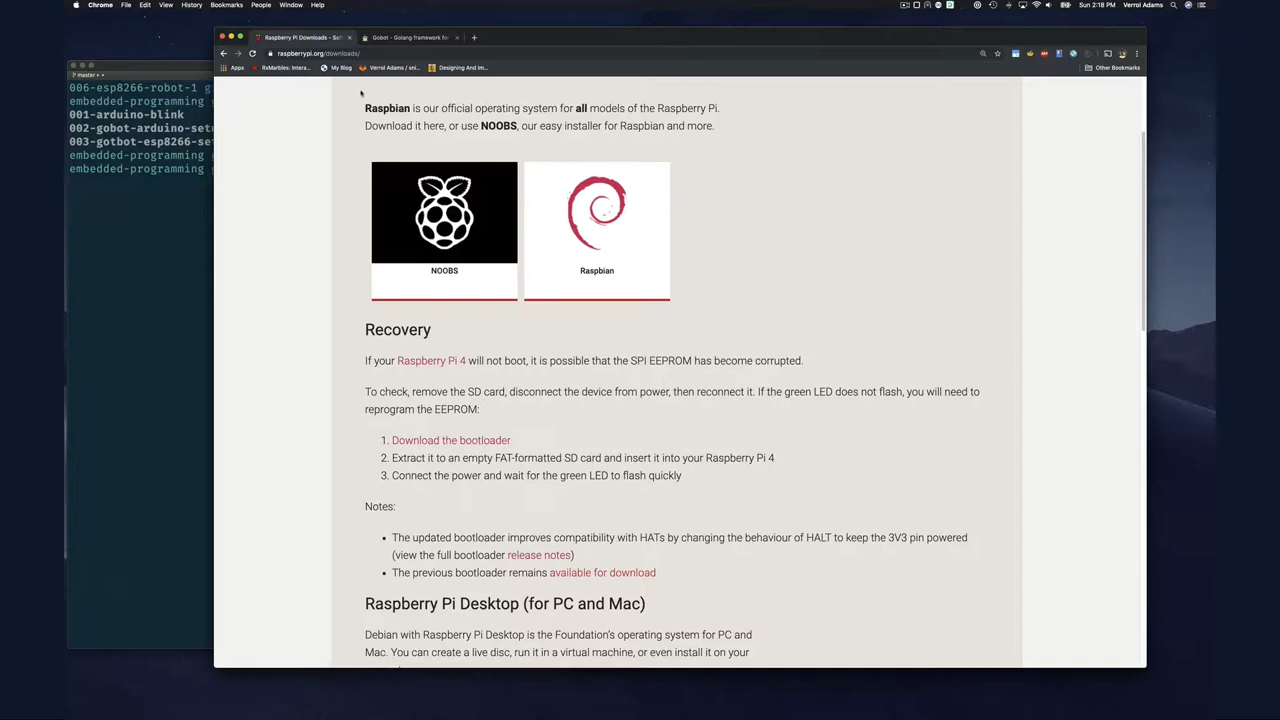 Chrome File Edit View History Bookmarks People Window Help
Sun 2:18 PM Verrol Adams
Raspberry Pi Downloads - Sof
Gobot - Golang framework for
raspberrypi.org/downloads/
Apps
RxMarbles: Intera...
My Blog
Verrol Adams / sni...
Designing And Im...
Other Bookmarks
master
006-esp8266-robot-1 g
embedded-programming g
001-arduino-blink
002-gobot-arduino-setu
003-gotbot-esp8266-set
embedded-programming g
embedded-programming g
Raspbian is our official operating system for all models of the Raspberry Pi.
Download it here, or use NOOBS, our easy installer for Raspbian and more.
NOOBS
Raspbian
Recovery
If your Raspberry Pi 4 will not boot, it is possible that the SPI EEPROM has become corrupted.
To check, remove the SD card, disconnect the device from power, then reconnect it. If the green LED does not flash, you will need to
reprogram the EEPROM:
1. Download the bootloader
2. Extract it to an empty FAT-formatted SD card and insert it into your Raspberry Pi 4
3. Connect the power and wait for the green LED to flash quickly
Notes:
• The updated bootloader improves compatibility with HATs by changing the behaviour of HALT to keep the 3V3 pin powered
(view the full bootloader release notes)
• The previous bootloader remains available for download
Raspberry Pi Desktop (for PC and Mac)
Debian with Raspberry Pi Desktop is the Foundation's operating system for PC and
Mac. You can create a live disc, run it in a virtual machine, or even install it on your